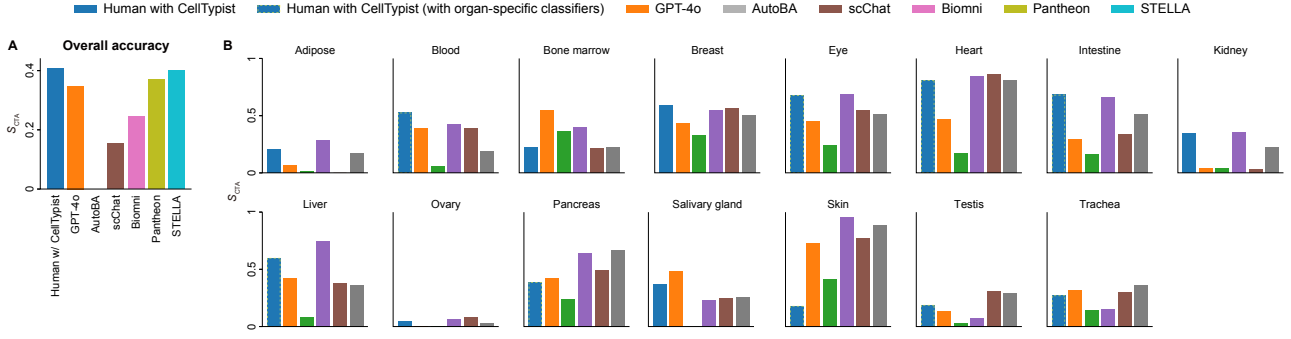 Human with CellTypist Human with CellTypist (with organ-specific classifiers) GPT-4o AutoBA scChat Biomni Pantheon STELLA
A Overall accuracy
0.4
0.2
0
S_CTA
Human w/ CellTypist
GPT-4o
AutoBA
scChat
Biomni
Pantheon
STELLA
B
Adipose Blood Bone marrow Breast Eye Heart Intestine Kidney
1
0.5
0
S_CTA
Liver Ovary Pancreas Salivary gland Skin Testis Trachea
1
0.5
0